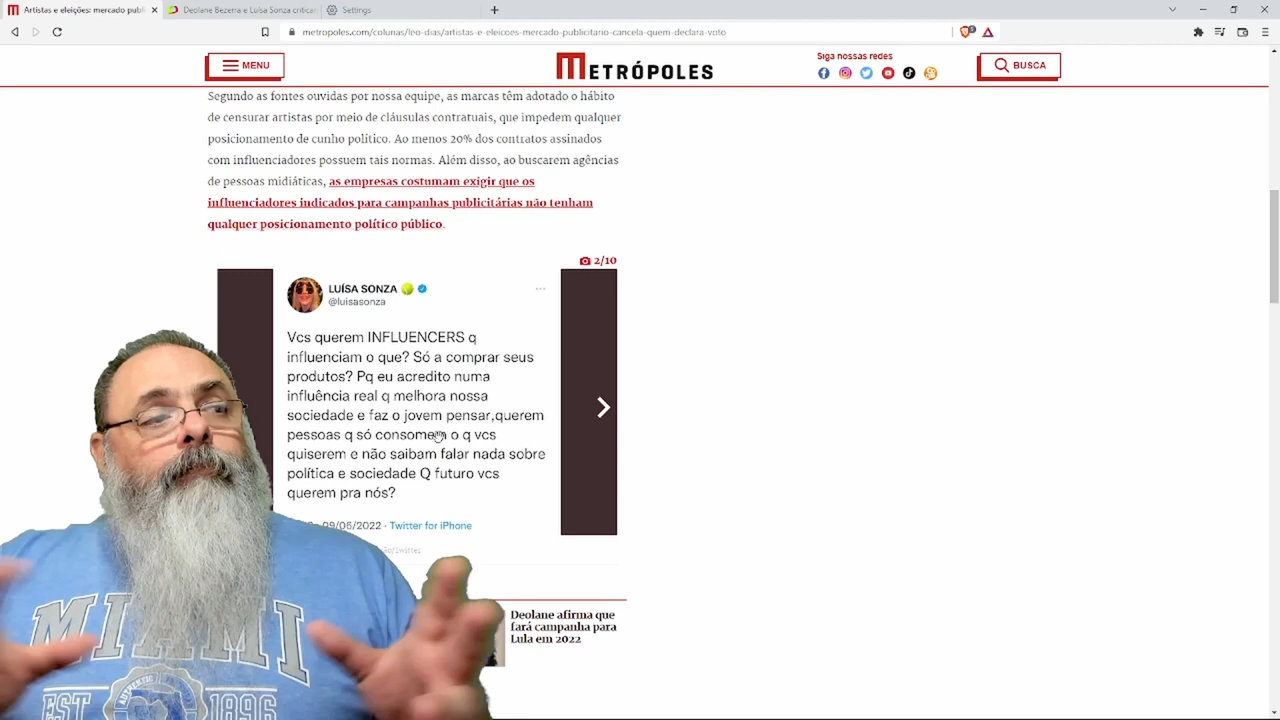 Artistas e eleições: mercado publi
Deolane Bezerra e Luísa Sonza criticar
Settings
metropoles.com/colunas/leo-dias/artistas-e-eleicoes-mercado-publicitario-cancela-quem-declara-voto
MENU
METRÓPOLES
Siga nossas redes
BUSCA
Segundo as fontes ouvidas por nossa equipe, as marcas têm adotado o hábito
de censurar artistas por meio de cláusulas contratuais, que impedem qualquer
posicionamento de cunho político. Ao menos 20% dos contratos assinados
com influenciadores possuem tais normas. Além disso, ao buscarem agências
de pessoas midiáticas, as empresas costumam exigir que os
influenciadores indicados para campanhas publicitárias não tenham
qualquer posicionamento político público.
2/10
LUÍSA SONZA
@luisasonza
Vcs querem INFLUENCERS q
influenciam o que? Só a comprar seus
produtos? Pq eu acredito numa
influência real q melhora nossa
sociedade e faz o jovem pensar,querem
pessoas q só consomem o q vcs
quiserem e não saibam falar nada sobre
política e sociedade Q futuro vcs
querem pra nós?
09/06/2022 · Twitter for iPhone
Deolane afirma que
fará campanha para
Lula em 2022
MIAMI
EST 1896